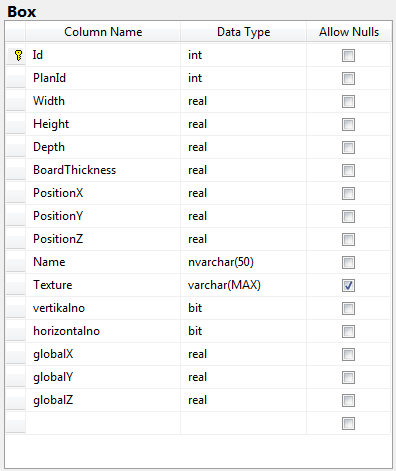 Box
Column Name Data Type Allow Nulls
Id int
PlanId int
Width real
Height real
Depth real
BoardThickness real
PositionX real
PositionY real
PositionZ real
Name nvarchar(50)
Texture varchar(MAX)
vertikalno bit
horizontalno bit
globalX real
globalY real
globalZ real